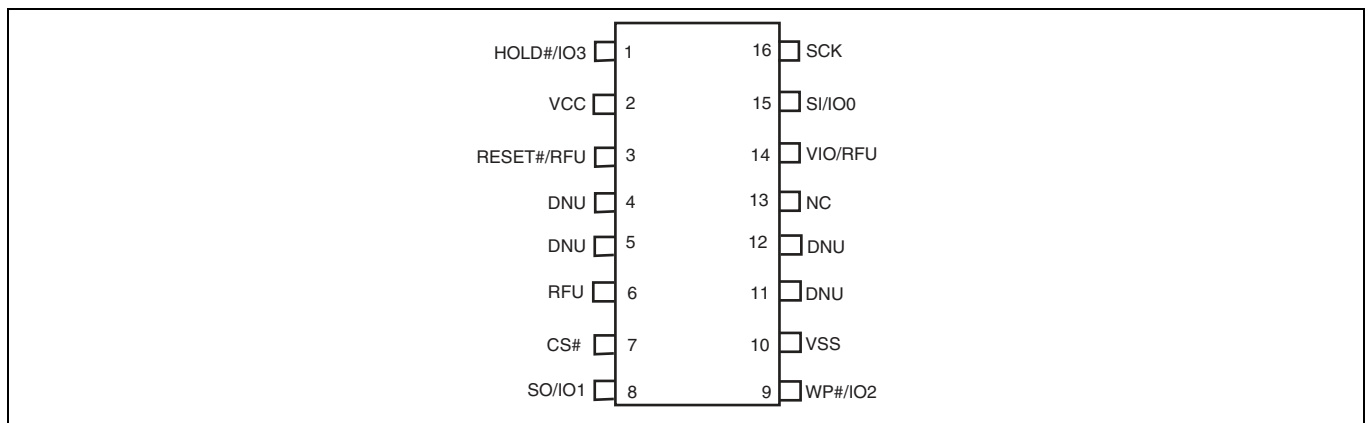 HOLD#/IO3 1 16 SCK
VCC 2 15 SI/IO0
RESET#/RFU 3 14 VIO/RFU
DNU 4 13 NC
DNU 5 12 DNU
RFU 6 11 DNU
CS# 7 10 VSS
SO/IO1 8 9 WP#/IO2